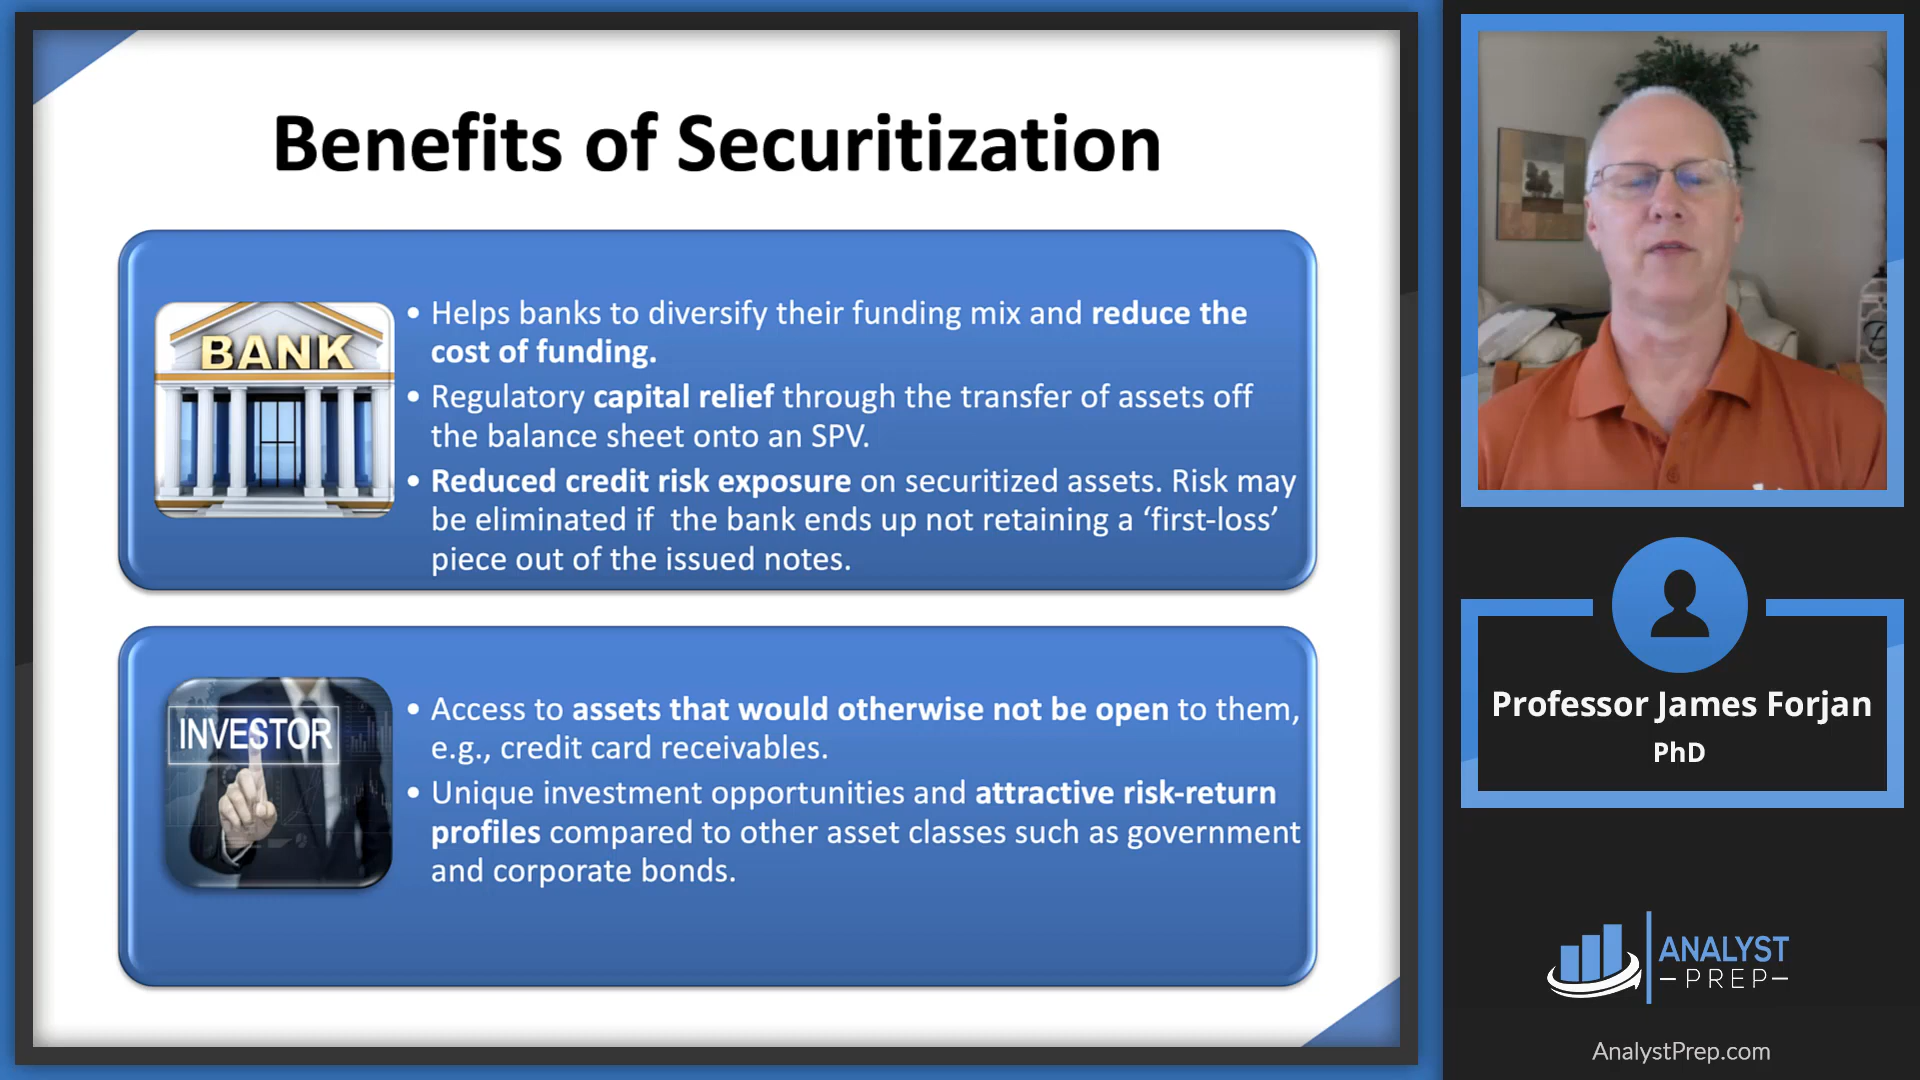 Benefits of Securitization
BANK
• Helps banks to diversify their funding mix and reduce the
cost of funding.
• Regulatory capital relief through the transfer of assets off
the balance sheet onto an SPV.
• Reduced credit risk exposure on securitized assets. Risk may
be eliminated if the bank ends up not retaining a ‘first-loss’
piece out of the issued notes.
INVESTOR
• Access to assets that would otherwise not be open to them,
e.g., credit card receivables.
• Unique investment opportunities and attractive risk-return
profiles compared to other asset classes such as government
and corporate bonds.
Professor James Forjan
PhD
ANALYST
PREP
AnalystPrep.com